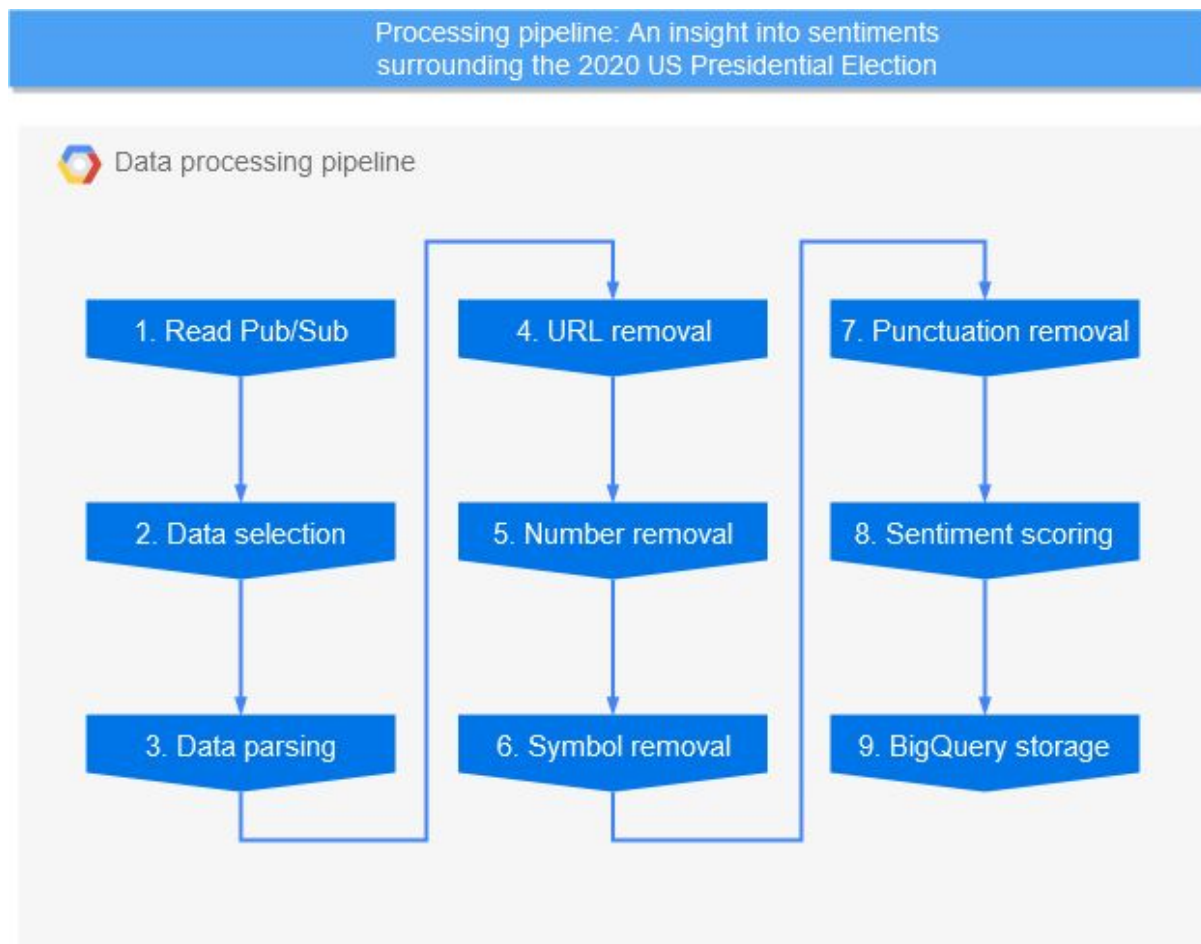 Processing pipeline: An insight into sentiments
surrounding the 2020 US Presidential Election
Data processing pipeline
1. Read Pub/Sub
2. Data selection
3. Data parsing
4. URL removal
5. Number removal
6. Symbol removal
7. Punctuation removal
8. Sentiment scoring
9. BigQuery storage